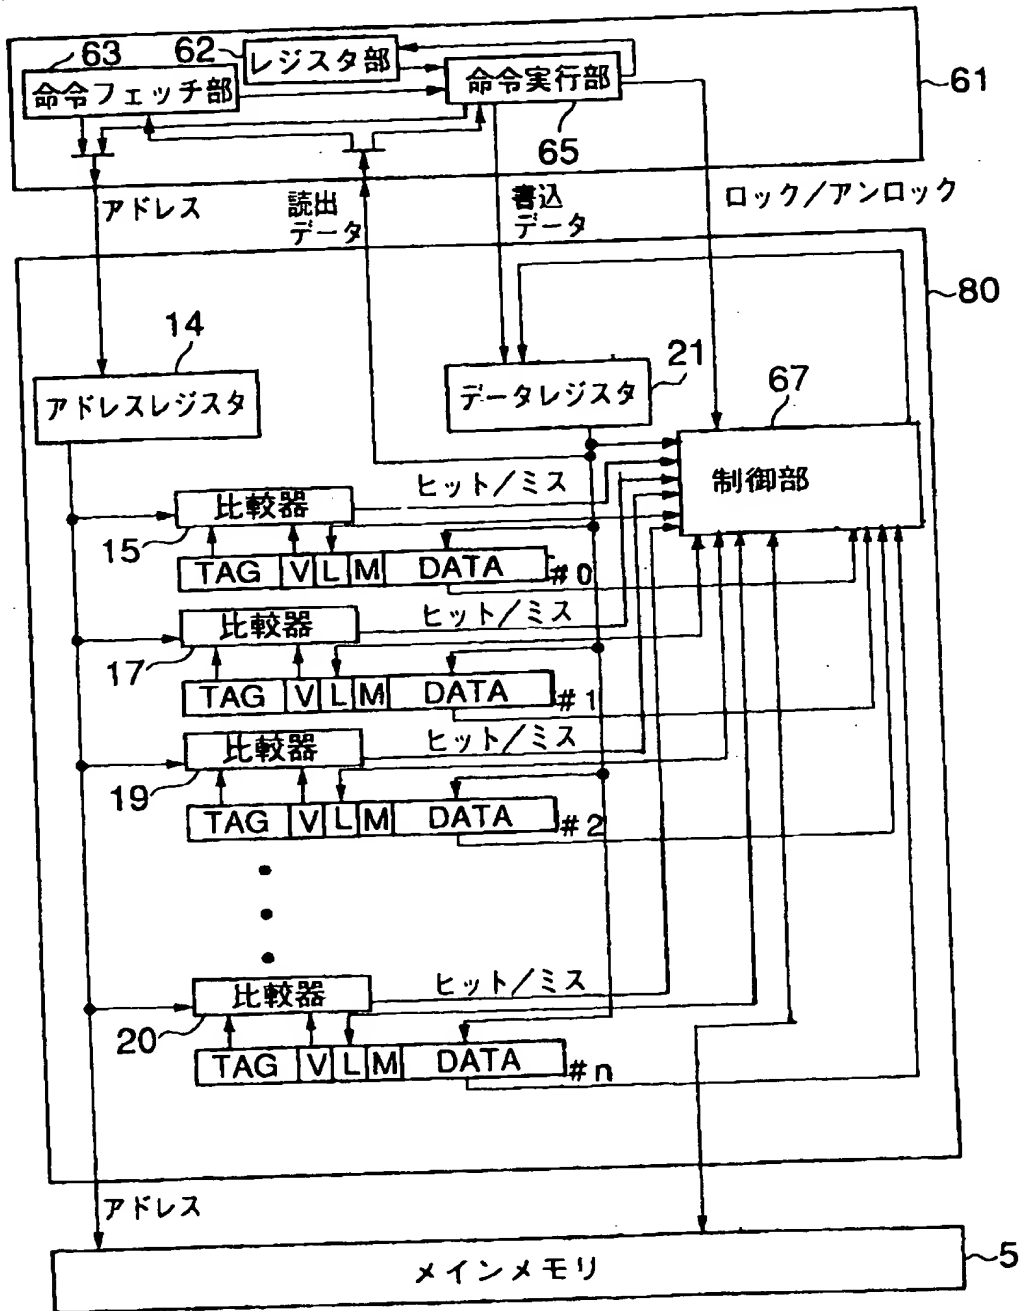 63
62
レジスタ部
命令フェッチ部
命令実行部
61
65
アドレス
読出
データ
書込
データ
ロック/アンロック
80
14
アドレスレジスタ
データレジスタ
21
67
制御部
比較器
ヒット/ミス
15
TAG V L M DATA #0
比較器
ヒット/ミス
17
TAG V L M DATA #1
比較器
ヒット/ミス
19
TAG V L M DATA #2
比較器
ヒット/ミス
20
TAG V L M DATA #n
アドレス
メインメモリ
5